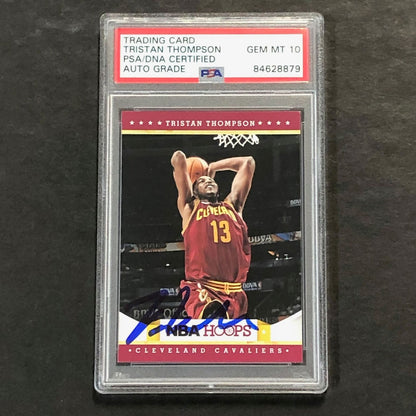 TRADING CARD
TRISTAN THOMPSON GEM MT 10
PSA/DNA CERTIFIED
AUTO GRADE PSA 84628879
★ ★ ★ ★ TRISTAN THOMPSON ★ ★ ★ ★
BBVA
CLEVELAND
13
NBA HOOPS
CLEVELAND CAVALIERS